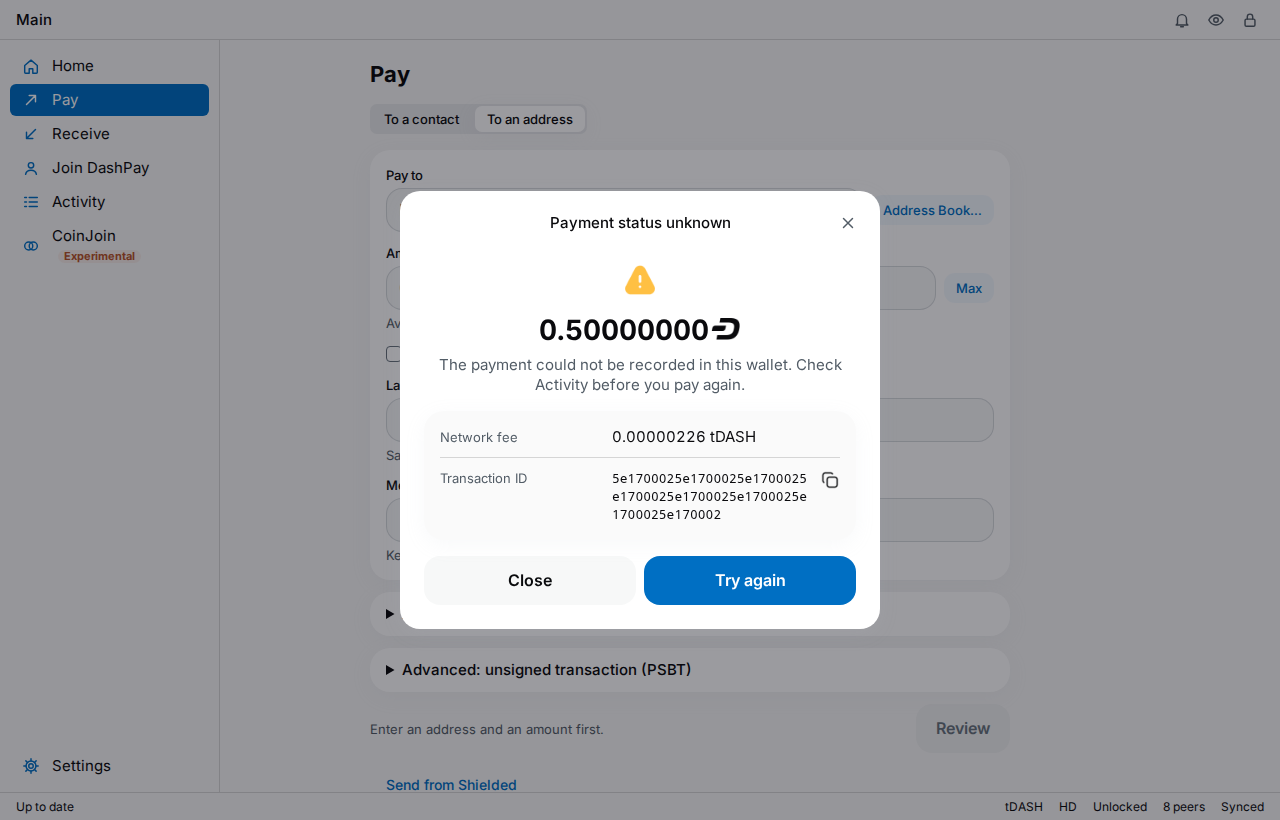 Main
Home
Pay
Receive
Join DashPay
Activity
CoinJoin
Experimental
Settings
Pay
To a contact
To an address
Pay to
Address Book...
Max
Payment status unknown
0.50000000
The payment could not be recorded in this wallet. Check
Activity before you pay again.
Network fee
0.00000226 tDASH
Transaction ID
5e1700025e1700025e1700025
e1700025e1700025e1700025e
1700025e170002
Close
Try again
Advanced: unsigned transaction (PSBT)
Enter an address and an amount first.
Review
Send from Shielded
Up to date
tDASH
HD
Unlocked
8 peers
Synced